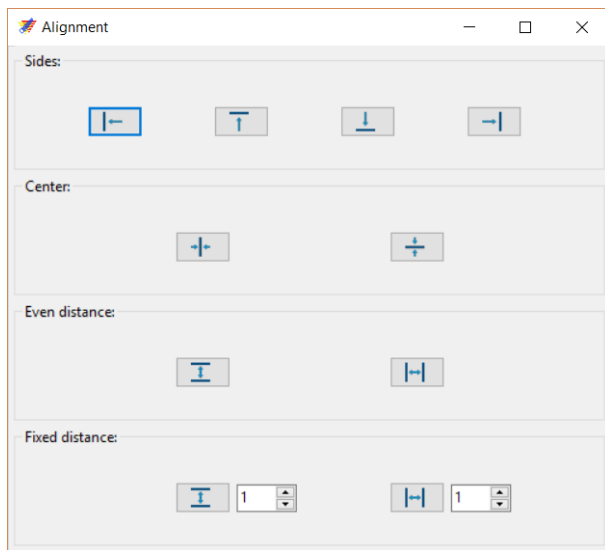 Alignment
Sides:
Center:
Even distance:
Fixed distance:
1 1